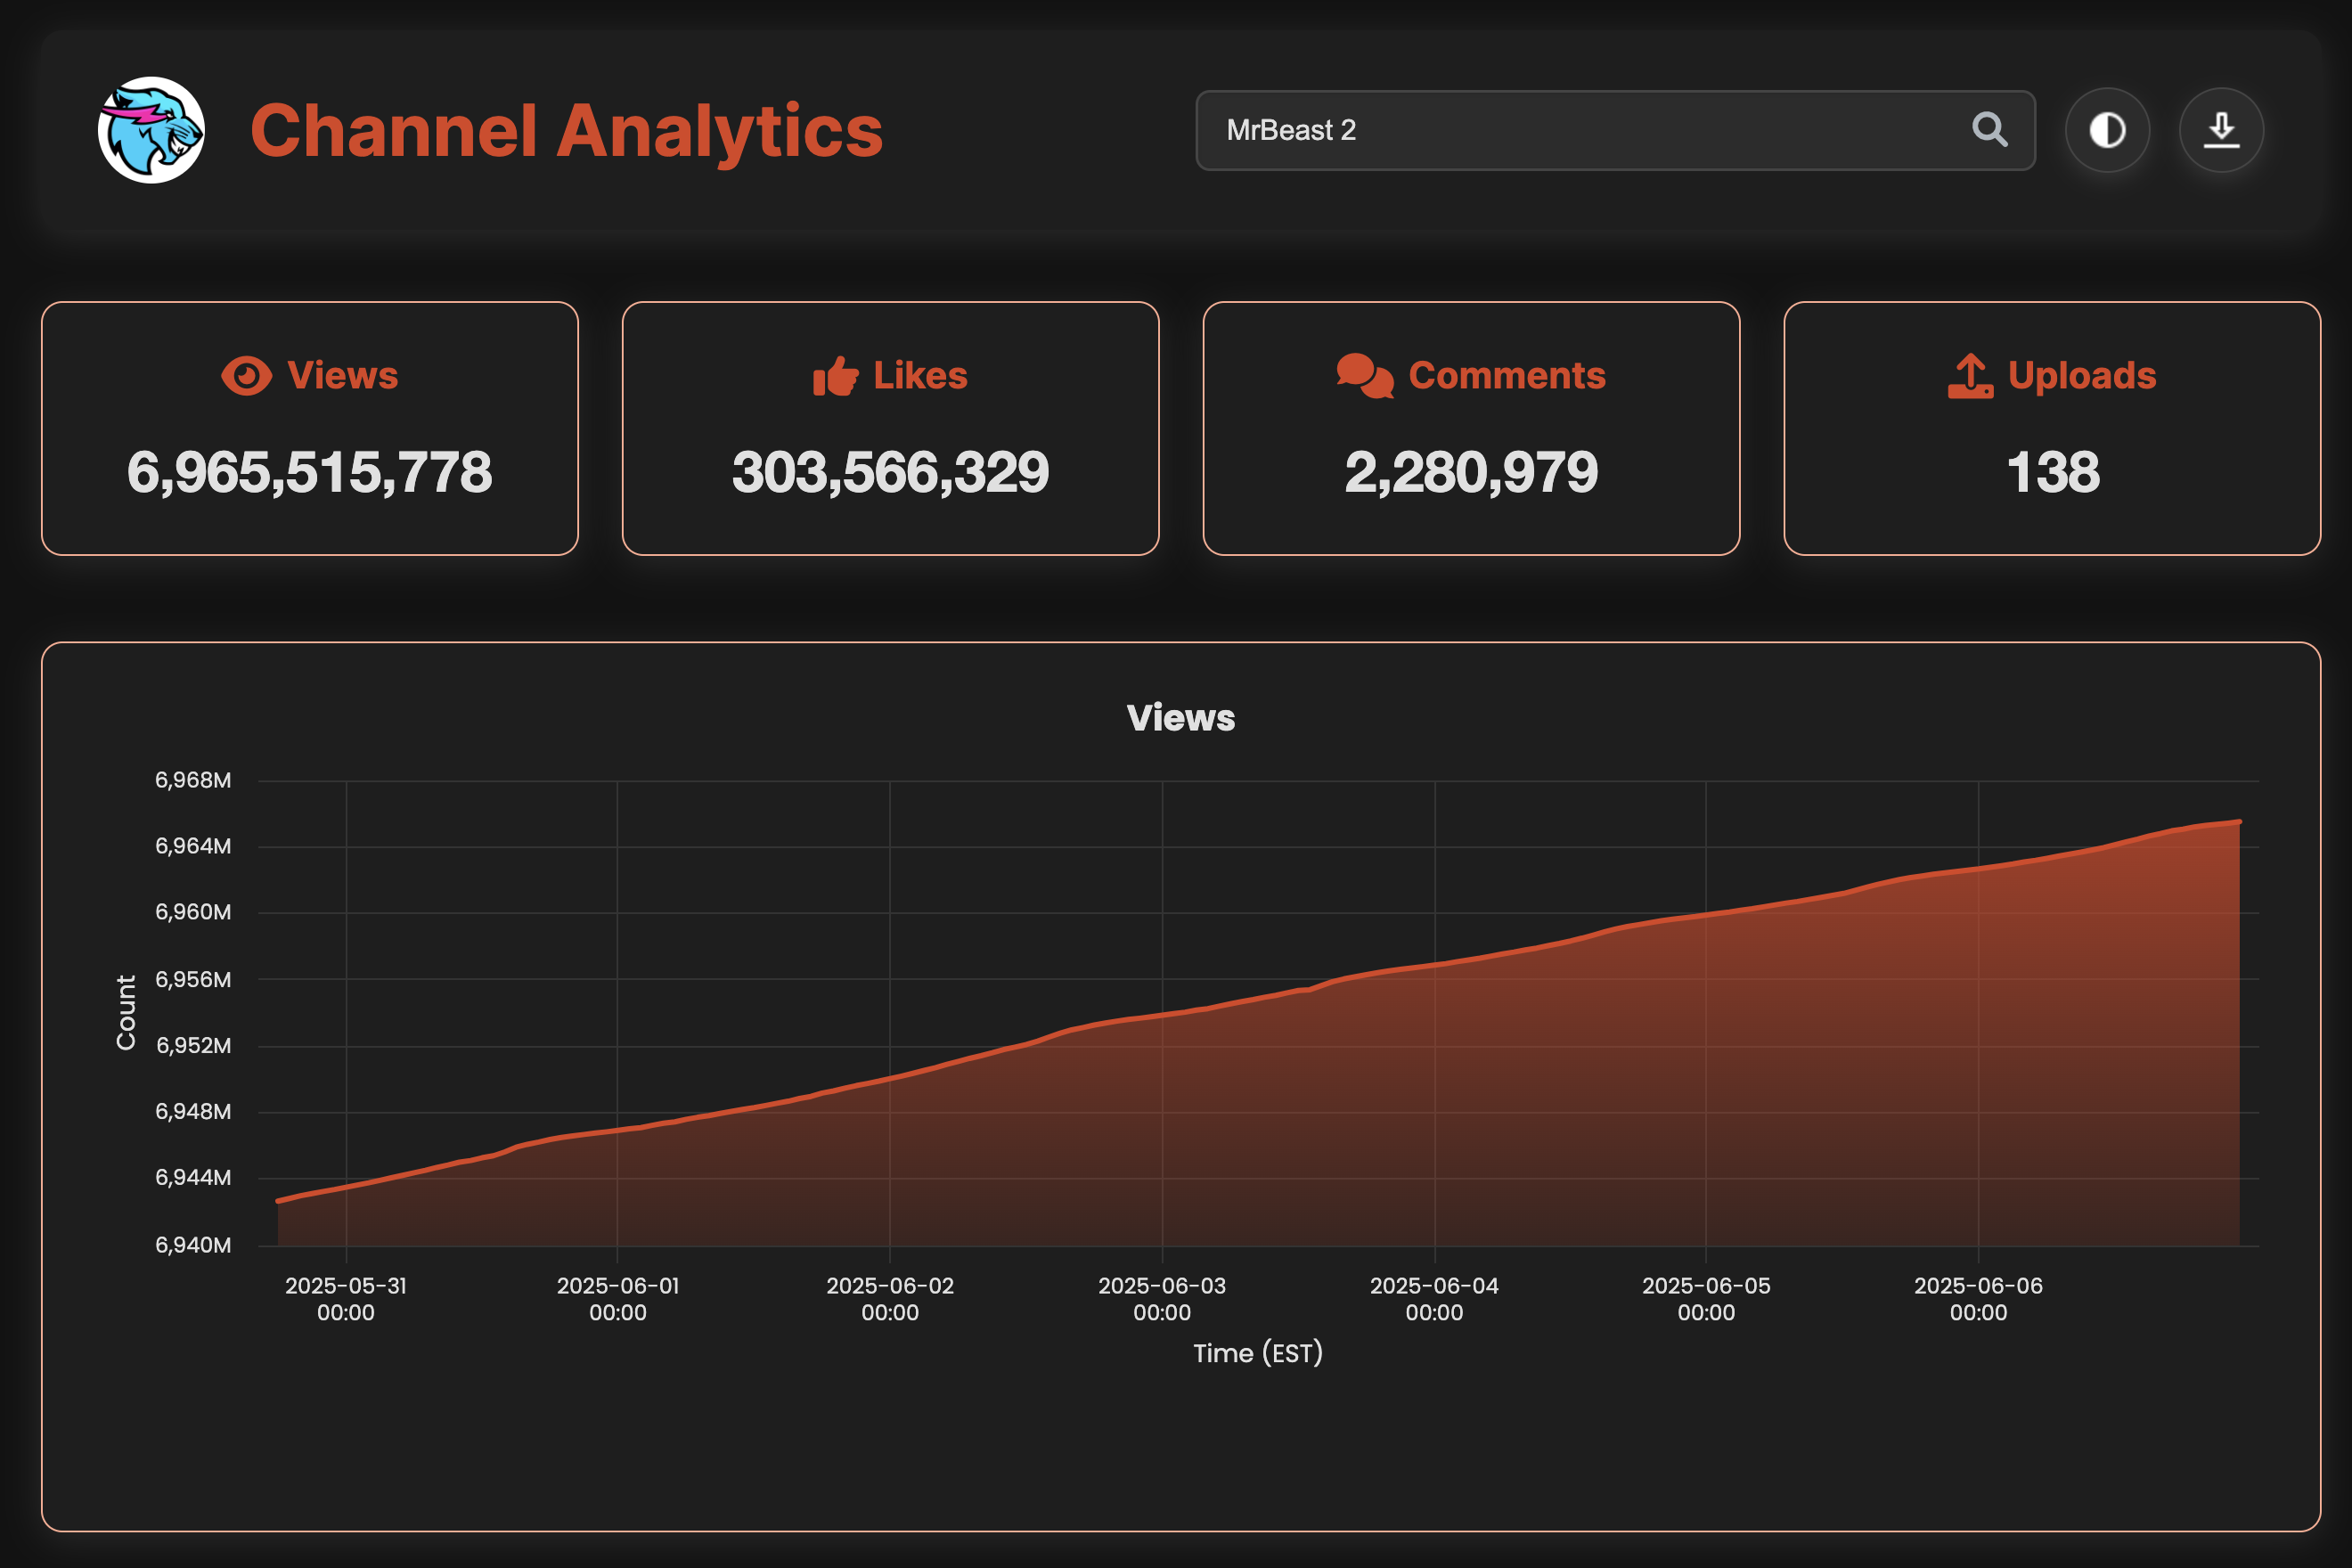 Channel Analytics
MrBeast 2
Views
6,965,515,778
Likes
303,566,329
Comments
2,280,979
Uploads
138
Views
6,968M
6,964M
6,960M
6,956M
6,952M
6,948M
6,944M
6,940M
Count
2025-05-31
00:00
2025-06-01
00:00
2025-06-02
00:00
2025-06-03
00:00
2025-06-04
00:00
2025-06-05
00:00
2025-06-06
00:00
Time (EST)